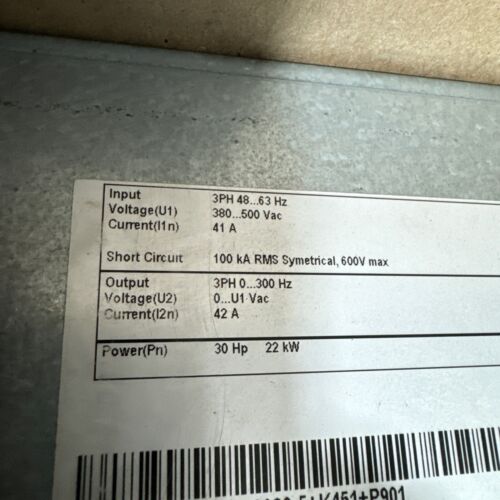 Input 3PH 48...63 Hz
Voltage(U1) 380...500 Vac
Current(I1n) 41 A
Short Circuit 100 kA RMS Symetrical, 600V max
Output 3PH 0...300 Hz
Voltage(U2) 0...U1 Vac
Current(I2n) 42 A
Power(Pn) 30 Hp 22 kW